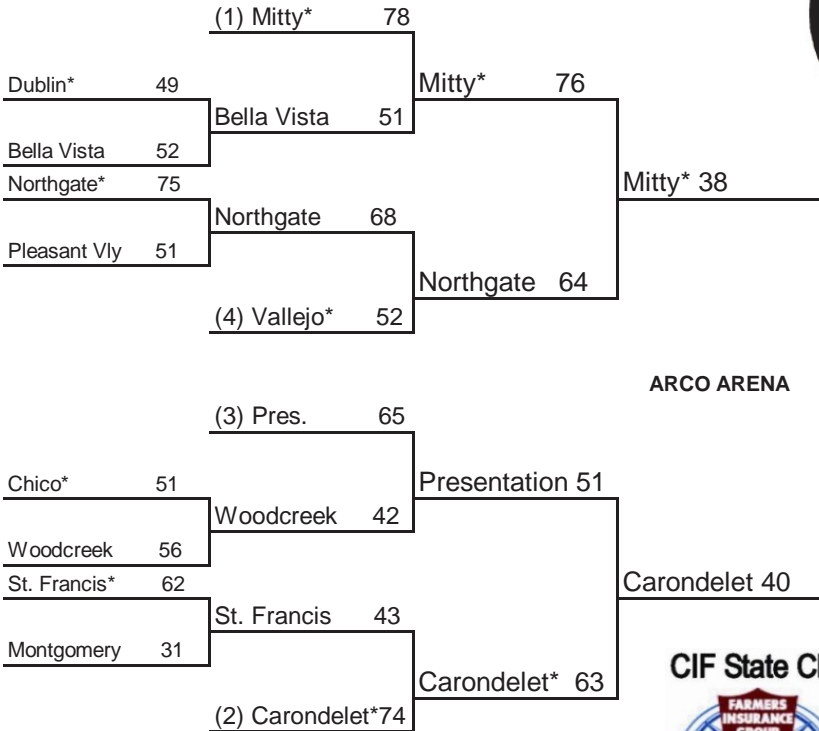 (1) Mitty* 78
Dublin* 49
Mitty* 76
Bella Vista 51
Bella Vista 52
Northgate* 75
Mitty* 38
Northgate 68
Pleasant Vly 51
Northgate 64
(4) Vallejo* 52
ARCO ARENA
(3) Pres. 65
Chico* 51
Presentation 51
Woodcreek 42
Woodcreek 56
St. Francis* 62
Carondelet 40
St. Francis 43
Montgomery 31
CIF State
Carondelet* 63
(2) Carondelet*74
FARMERS
INSURANCE
GROUP